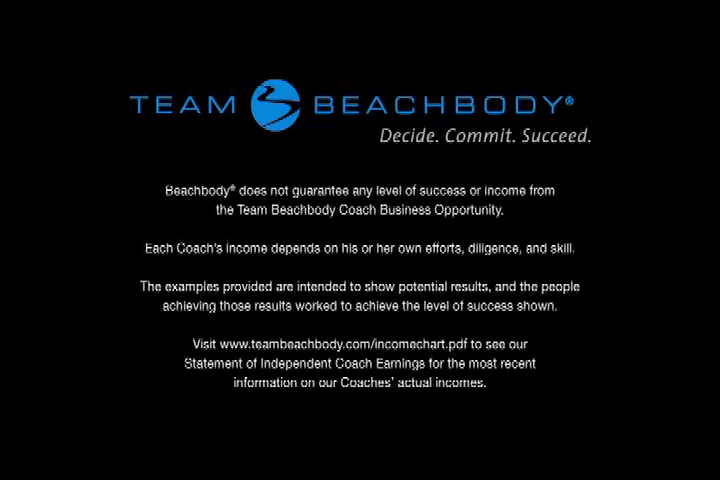 TEAM BEACHBODY®
Decide. Commit. Succeed.
Beachbody® does not guarantee any level of success or income from
the Team Beachbody Coach Business Opportunity.
Each Coach's income depends on his or her own efforts, diligence, and skill.
The examples provided are intended to show potential results, and the people
achieving those results worked to achieve the level of success shown.
Visit www.teambeachbody.com/incomechart.pdf to see our
Statement of Independent Coach Earnings for the most recent
information on our Coaches' actual incomes.